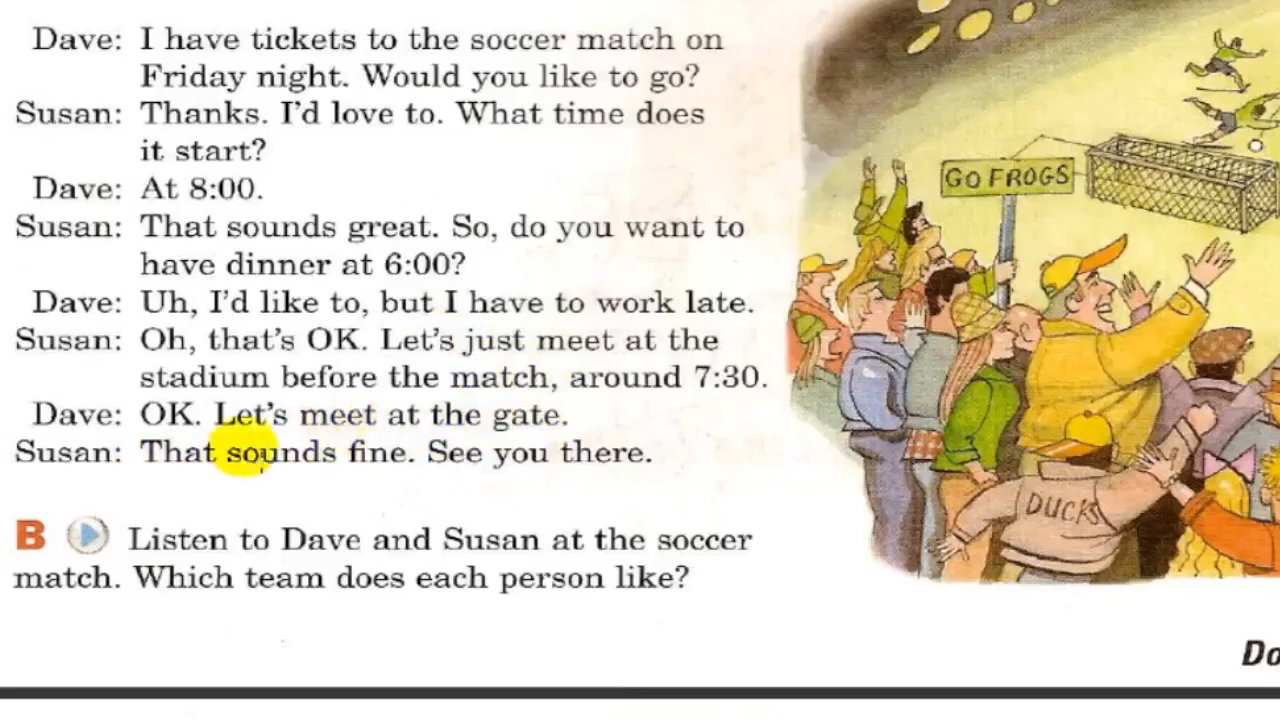 Dave: I have tickets to the soccer match on
Friday night. Would you like to go?
Susan: Thanks. I'd love to. What time does
it start?
Dave: At 8:00.
Susan: That sounds great. So, do you want to
have dinner at 6:00?
Dave: Uh, I'd like to, but I have to work late.
Susan: Oh, that's OK. Let's just meet at the
stadium before the match, around 7:30.
Dave: OK. Let's meet at the gate.
Susan: That sounds fine. See you there.
B Listen to Dave and Susan at the soccer
match. Which team does each person like?
GO FROGS
DUCKS